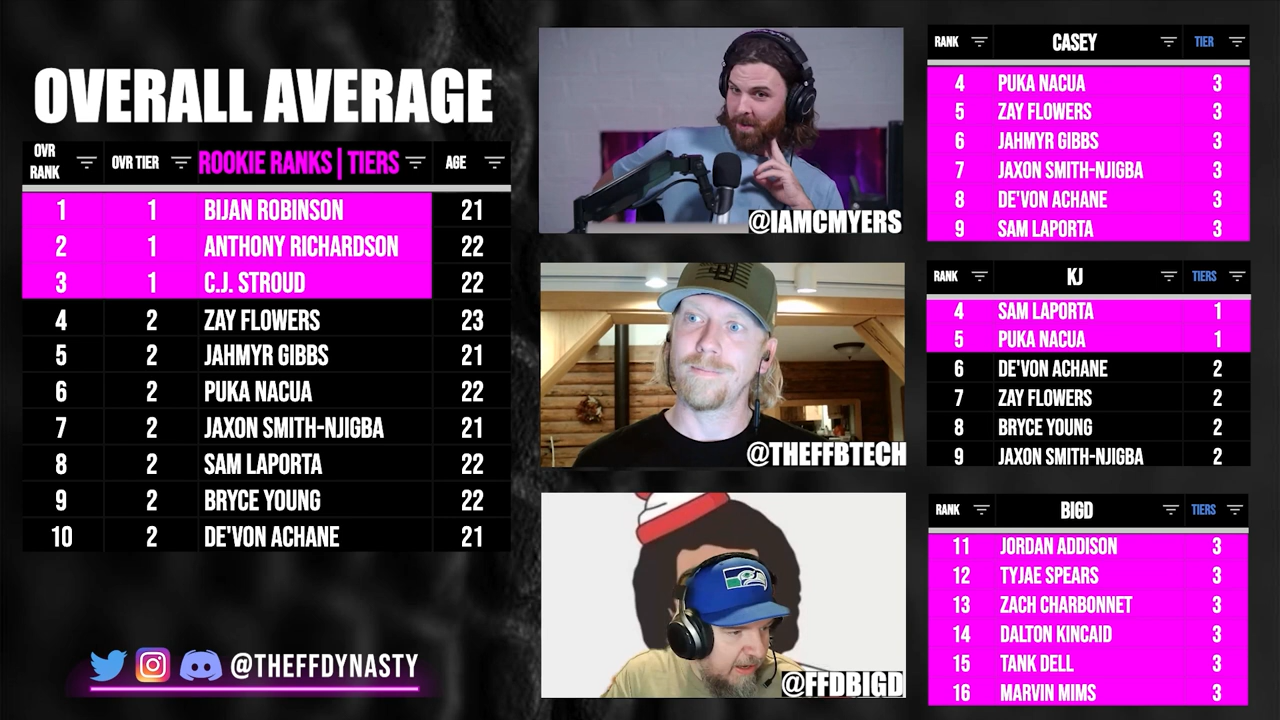 OVERALL AVERAGE
OVR RANK OVR TIER ROOKIE RANKS | TIERS AGE
1 1 BIJAN ROBINSON 21
2 1 ANTHONY RICHARDSON 22
3 1 C.J. STROUD 22
4 2 ZAY FLOWERS 23
5 2 JAHMYR GIBBS 21
6 2 PUKA NACUA 22
7 2 JAXON SMITH-NJIGBA 21
8 2 SAM LAPORTA 22
9 2 BRYCE YOUNG 22
10 2 DE'VON ACHANE 21
@THEFFDYNASTY
@IAMCMYERS
@THEFFBTECH
@FFDBIGD
RANK CASEY TIER
4 PUKA NACUA 3
5 ZAY FLOWERS 3
6 JAHMYR GIBBS 3
7 JAXON SMITH-NJIGBA 3
8 DE'VON ACHANE 3
9 SAM LAPORTA 3
RANK KJ TIERS
4 SAM LAPORTA 1
5 PUKA NACUA 1
6 DE'VON ACHANE 2
7 ZAY FLOWERS 2
8 BRYCE YOUNG 2
9 JAXON SMITH-NJIGBA 2
RANK BIGD TIERS
11 JORDAN ADDISON 3
12 TYJAE SPEARS 3
13 ZACH CHARBONNET 3
14 DALTON KINCAID 3
15 TANK DELL 3
16 MARVIN MIMS 3